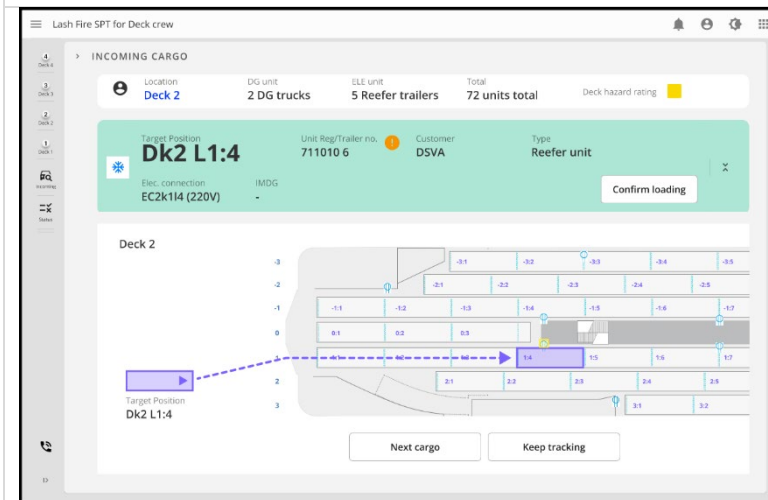 Lash Fire SPT for Deck crew
INCOMING CARGO
Location
Deck 2
DG unit
2 DG trucks
ELE unit
5 Reefer trailers
Total
72 units total
Deck hazard rating
Target Position
Dk2 L1:4
Unit Reg/Trailer no.
711010 6
!
Customer
DSVA
Type
Reefer unit
Elec. connection
EC2k1l4 (220V)
IMDG
-
Confirm loading
4
Deck 4
3
Deck 3
2
Deck 2
1
Deck 1
Incoming
Status
Deck 2
-3 -3:1 -3:2 -3:3 -3:4 -3:5
-2 -2:1 -2:2 -2:3 -2:4 -2:5
-1 -1:1 -1:2 -1:3 -1:4 -1:5 -1:6 -1:7
0 0:1 0:2 0:3
1 1:1 1:2 1:3 1:4 1:5 1:6 1:7
2 2:1 2:2 2:3 2:4 2:5
3 3:1 3:2
Target Position
Dk2 L1:4
Next cargo
Keep tracking